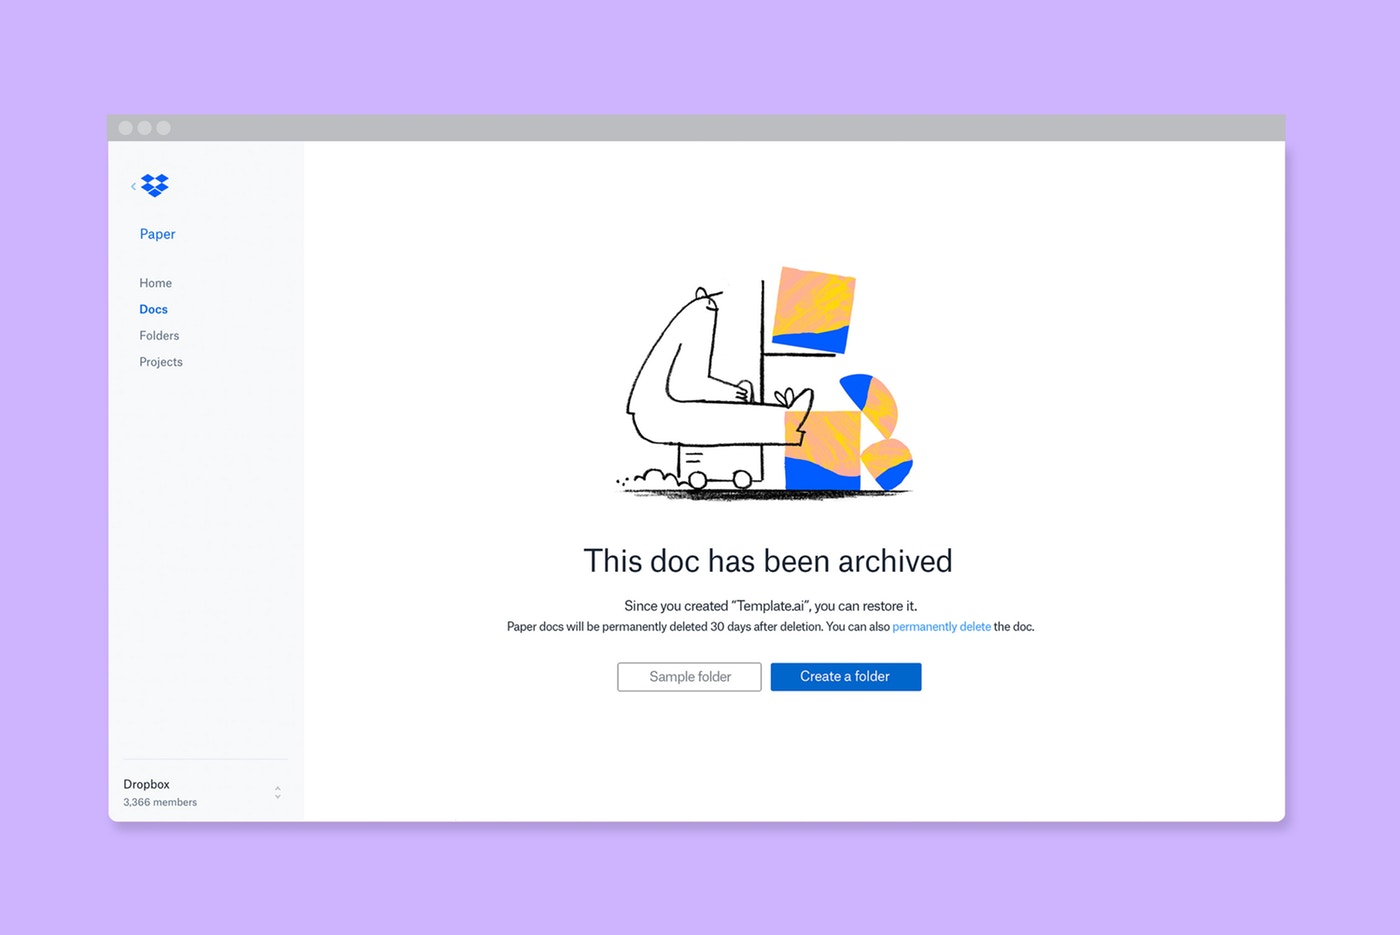 Paper
Home
Docs
Folders
Projects
This doc has been archived
Since you created “Template.ai”, you can restore it.
Paper docs will be permanently deleted 30 days after deletion. You can also permanently delete the doc.
Sample folder
Create a folder
Dropbox
3,366 members